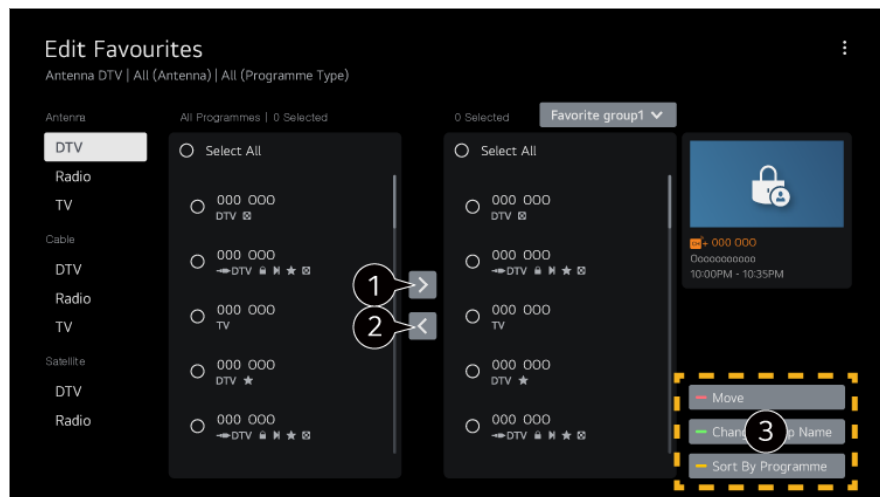 Edit Favourites
Antenna DTV | All (Antenna) | All (Programme Type)
Antenna
DTV
Radio
TV
Cable
DTV
Radio
TV
Satellite
DTV
Radio
All Programmes | 0 Selected
Select All
000 000
DTV
000 000
DTV
000 000
TV
000 000
DTV
000 000
DTV
1
2
0 Selected
Favorite group1
Select All
000 000
DTV
000 000
DTV
000 000
TV
000 000
DTV
000 000
DTV
+ 000 000
Ooooooooooo
10:00PM - 10:35PM
Move
3
Name
Sort By Programme